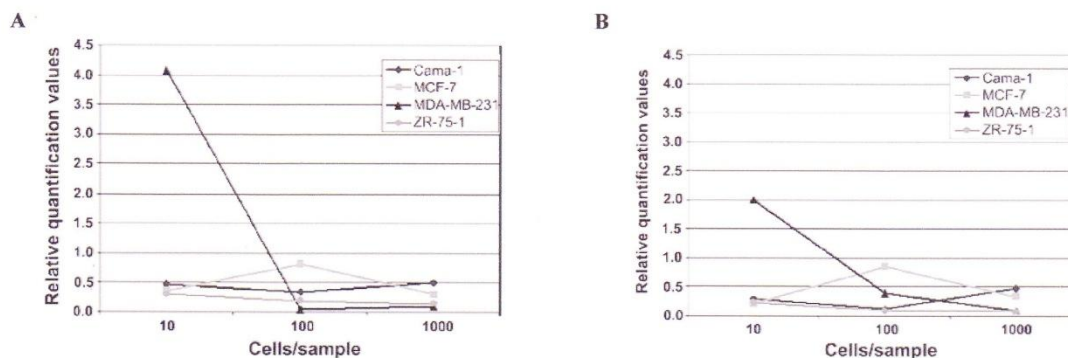 A
Relative quantification values
4.5
4.0
3.5
3.0
2.5
2.0
1.5
1.0
0.5
0.0
Cama-1
MCF-7
MDA-MB-231
ZR-75-1
10
100
1000
Cells/sample
B
Relative quantification values
4.5
4.0
3.5
3.0
2.5
2.0
1.5
1.0
0.5
0.0
Cama-1
MCF-7
MDA-MB-231
ZR-75-1
10
100
1000
Cells/sample